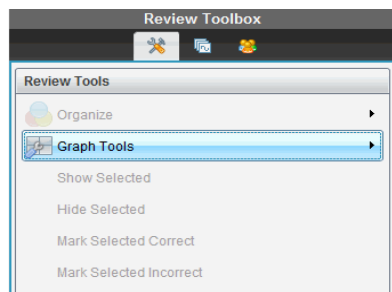 Review Toolbox
Review Tools
Organize
Graph Tools
Show Selected
Hide Selected
Mark Selected Correct
Mark Selected Incorrect